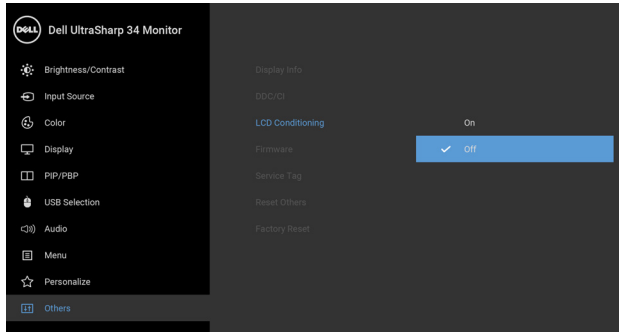 DELL Dell UltraSharp 34 Monitor
Brightness/Contrast
Display Info
Input Source
DDC/CI
Color
LCD Conditioning
On
Display
Firmware
Off
PIP/PBP
Service Tag
USB Selection
Reset Others
Audio
Factory Reset
Menu
Personalize
Others